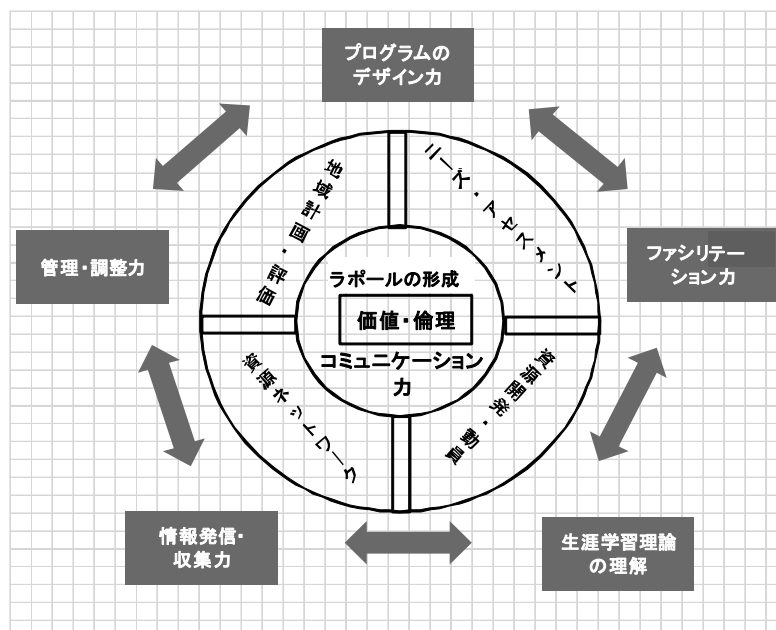 プログラムの
デザイン力
地域計画・評価
ニーズ・アセスメント
管理・調整力
ファシリテー
ション力
ラポールの形成
価値・倫理
コミュニケーション
力
資源ネットワーク
資源開発・動員
情報発信・
収集力
生涯学習理論
の理解